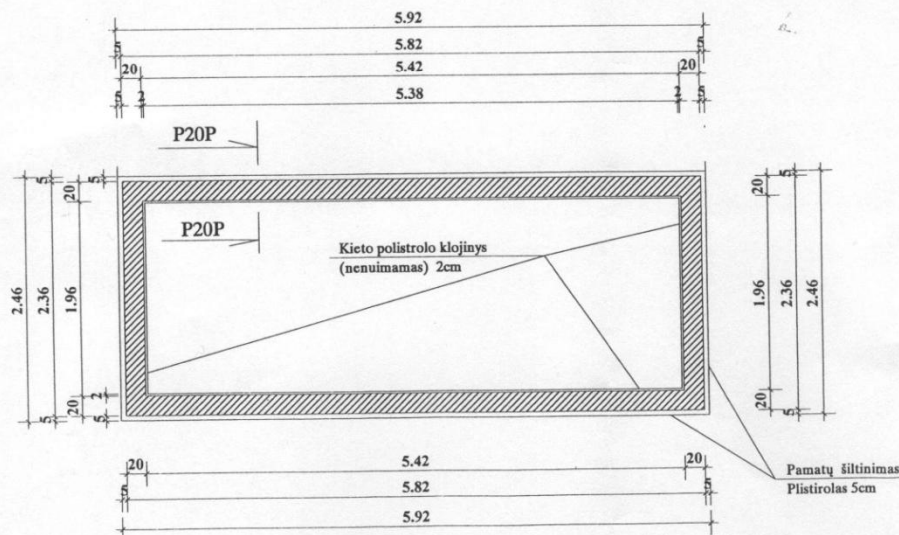 5.92
5 5.82 5
20 5.42 20
5 2 5.38 2 5
P20P
P20P
5 20 5
20 5
2.46 2.36 1.96
1.96 2.36 2.46
Kieto polistrolo klojinys
(nenuimamas) 2cm
2
5 20 5
20 5
20 5.42 20
5 5.82 5
5.92
Pamatų šiltinimas
Plistirolas 5cm